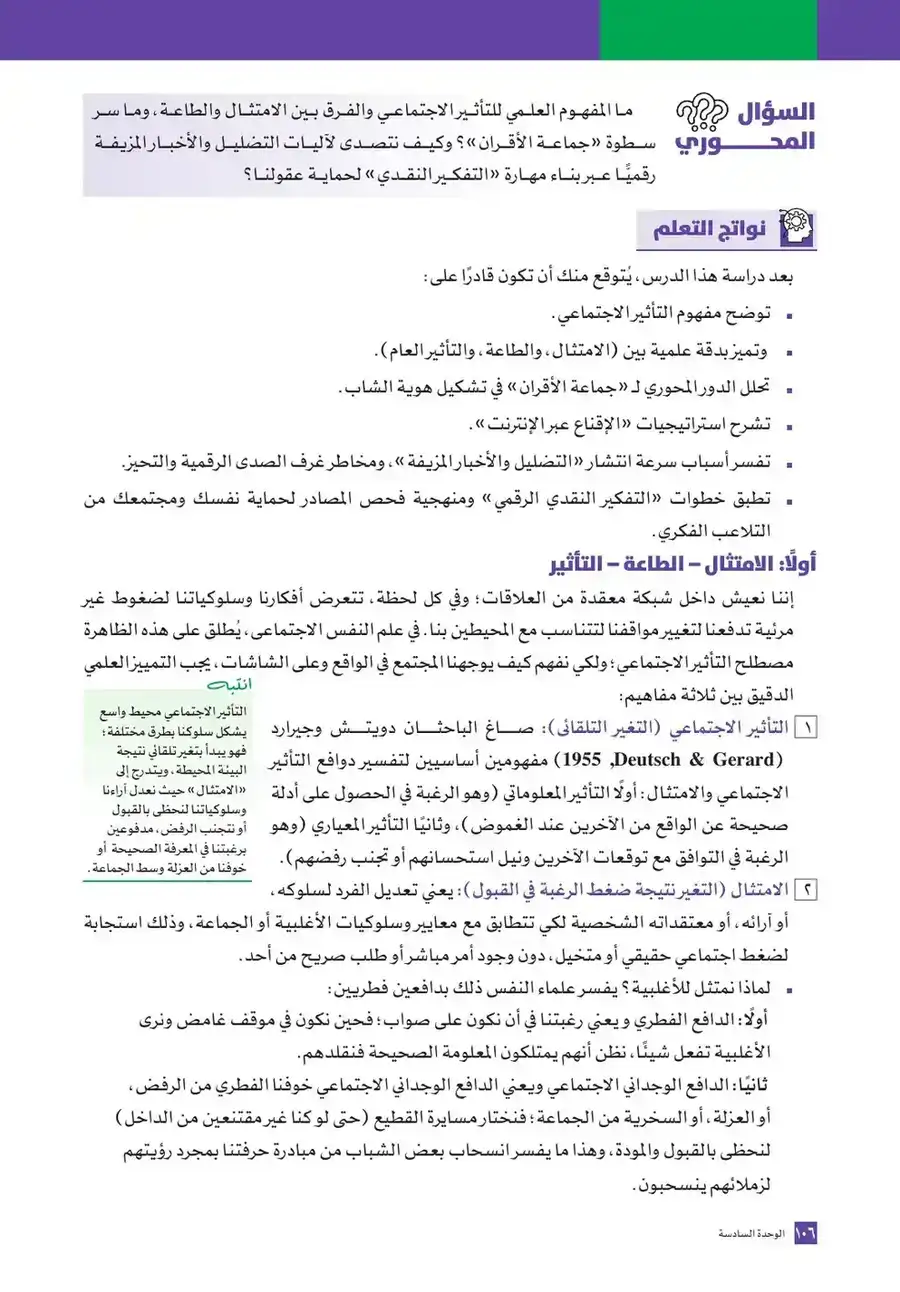 السؤال
المحوري
ما المفهوم العلمي للتأثير الاجتماعي والفرق بين الامتثال والطاعة، وما سر
سطوة «جماعة الأقران»؟ وكيف نتصدى لآليات التضليل والأخبار المزيفة
رقميًّا عبر بناء مهارة «التفكير النقدي» لحماية عقولنا؟
نواتج التعلم
بعد دراسة هذا الدرس، يُتوقع منك أن تكون قادرًا على:
▪ توضح مفهوم التأثير الاجتماعي.
▪ وتميز بدقة علمية بين (الامتثال، والطاعة، والتأثير العام).
▪ تحلل الدور المحوري لـ «جماعة الأقران» في تشكيل هوية الشاب.
▪ تشرح استراتيجيات «الإقناع عبر الإنترنت».
▪ تفسر أسباب سرعة انتشار «التضليل والأخبار المزيفة»، ومخاطر غرف الصدى الرقمية والتحيز.
▪ تطبق خطوات «التفكير النقدي الرقمي» ومنهجية فحص المصادر لحماية نفسك ومجتمعك من
التلاعب الفكري.
أولًا: الامتثال – الطاعة – التأثير
إننا نعيش داخل شبكة معقدة من العلاقات؛ وفي كل لحظة، تتعرض أفكارنا وسلوكياتنا لضغوط غير
مرئية تدفعنا لتغيير مواقفنا لتتناسب مع المحيطين بنا. في علم النفس الاجتماعي، يُطلق على هذه الظاهرة
مصطلح التأثير الاجتماعي؛ ولكي نفهم كيف يوجهنا المجتمع في الواقع وعلى الشاشات، يجب التمييز العلمي
الدقيق بين ثلاثة مفاهيم:
١ التأثير الاجتماعي (التغير التلقائى): صاغ الباحثان دويتش وجيرارد
(Deutsch & Gerard, 1955) مفهومين أساسيين لتفسير دوافع التأثير
الاجتماعي والامتثال: أولًا التأثير المعلوماتي (وهو الرغبة في الحصول على أدلة
صحيحة عن الواقع من الآخرين عند الغموض)، وثانيًا التأثير المعياري (وهو
الرغبة في التوافق مع توقعات الآخرين ونيل استحسانهم أو تجنب رفضهم).
انتبه
التأثير الاجتماعي محيط واسع
يشكل سلوكنا بطرق مختلفة؛
فهو يبدأ بتغير تلقاني نتيجة
البيئة المحيطة، ويتدرج إلى
«الامتثال» حيث نعدل أراءنا
وسلوكياتنا لنحظى بالقبول
أو نتجنب الرفض، مدفوعين
برغبتنا في المعرفة الصحيحة أو
خوفنا من العزلة وسط الجماعة.
٢ الامتثال (التغير نتيجة ضغط الرغبة في القبول): يعني تعديل الفرد لسلوكه،
أو آرائه، أو معتقداته الشخصية لكي تتطابق مع معايير وسلوكيات الأغلبية أو الجماعة، وذلك استجابة
لضغط اجتماعي حقيقي أو متخيل، دون وجود أمر مباشر أو طلب صريح من أحد.
▪ لماذا نمتثل للأغلبية؟ يفسر علماء النفس ذلك بدافعين فطريين:
أولًا: الدافع الفطري ويعني رغبتنا في أن نكون على صواب؛ فحين نكون في موقف غامض ونرى
الأغلبية تفعل شيئًا، نظن أنهم يمتلكون المعلومة الصحيحة فنقلدهم.
ثانيًا: الدافع الوجداني الاجتماعي ويعني الدافع الوجداني الاجتماعي خوفنا الفطري من الرفض،
أو العزلة، أو السخرية من الجماعة؛ فنختار مسايرة القطيع (حتى لو كنا غير مقتنعين من الداخل)
لنحظى بالقبول والمودة، وهذا ما يفسر انسحاب بعض الشباب من مبادرة حرفتنا بمجرد رؤيتهم
لزملائهم ينسحبون.
١٠٦ الوحدة السادسة